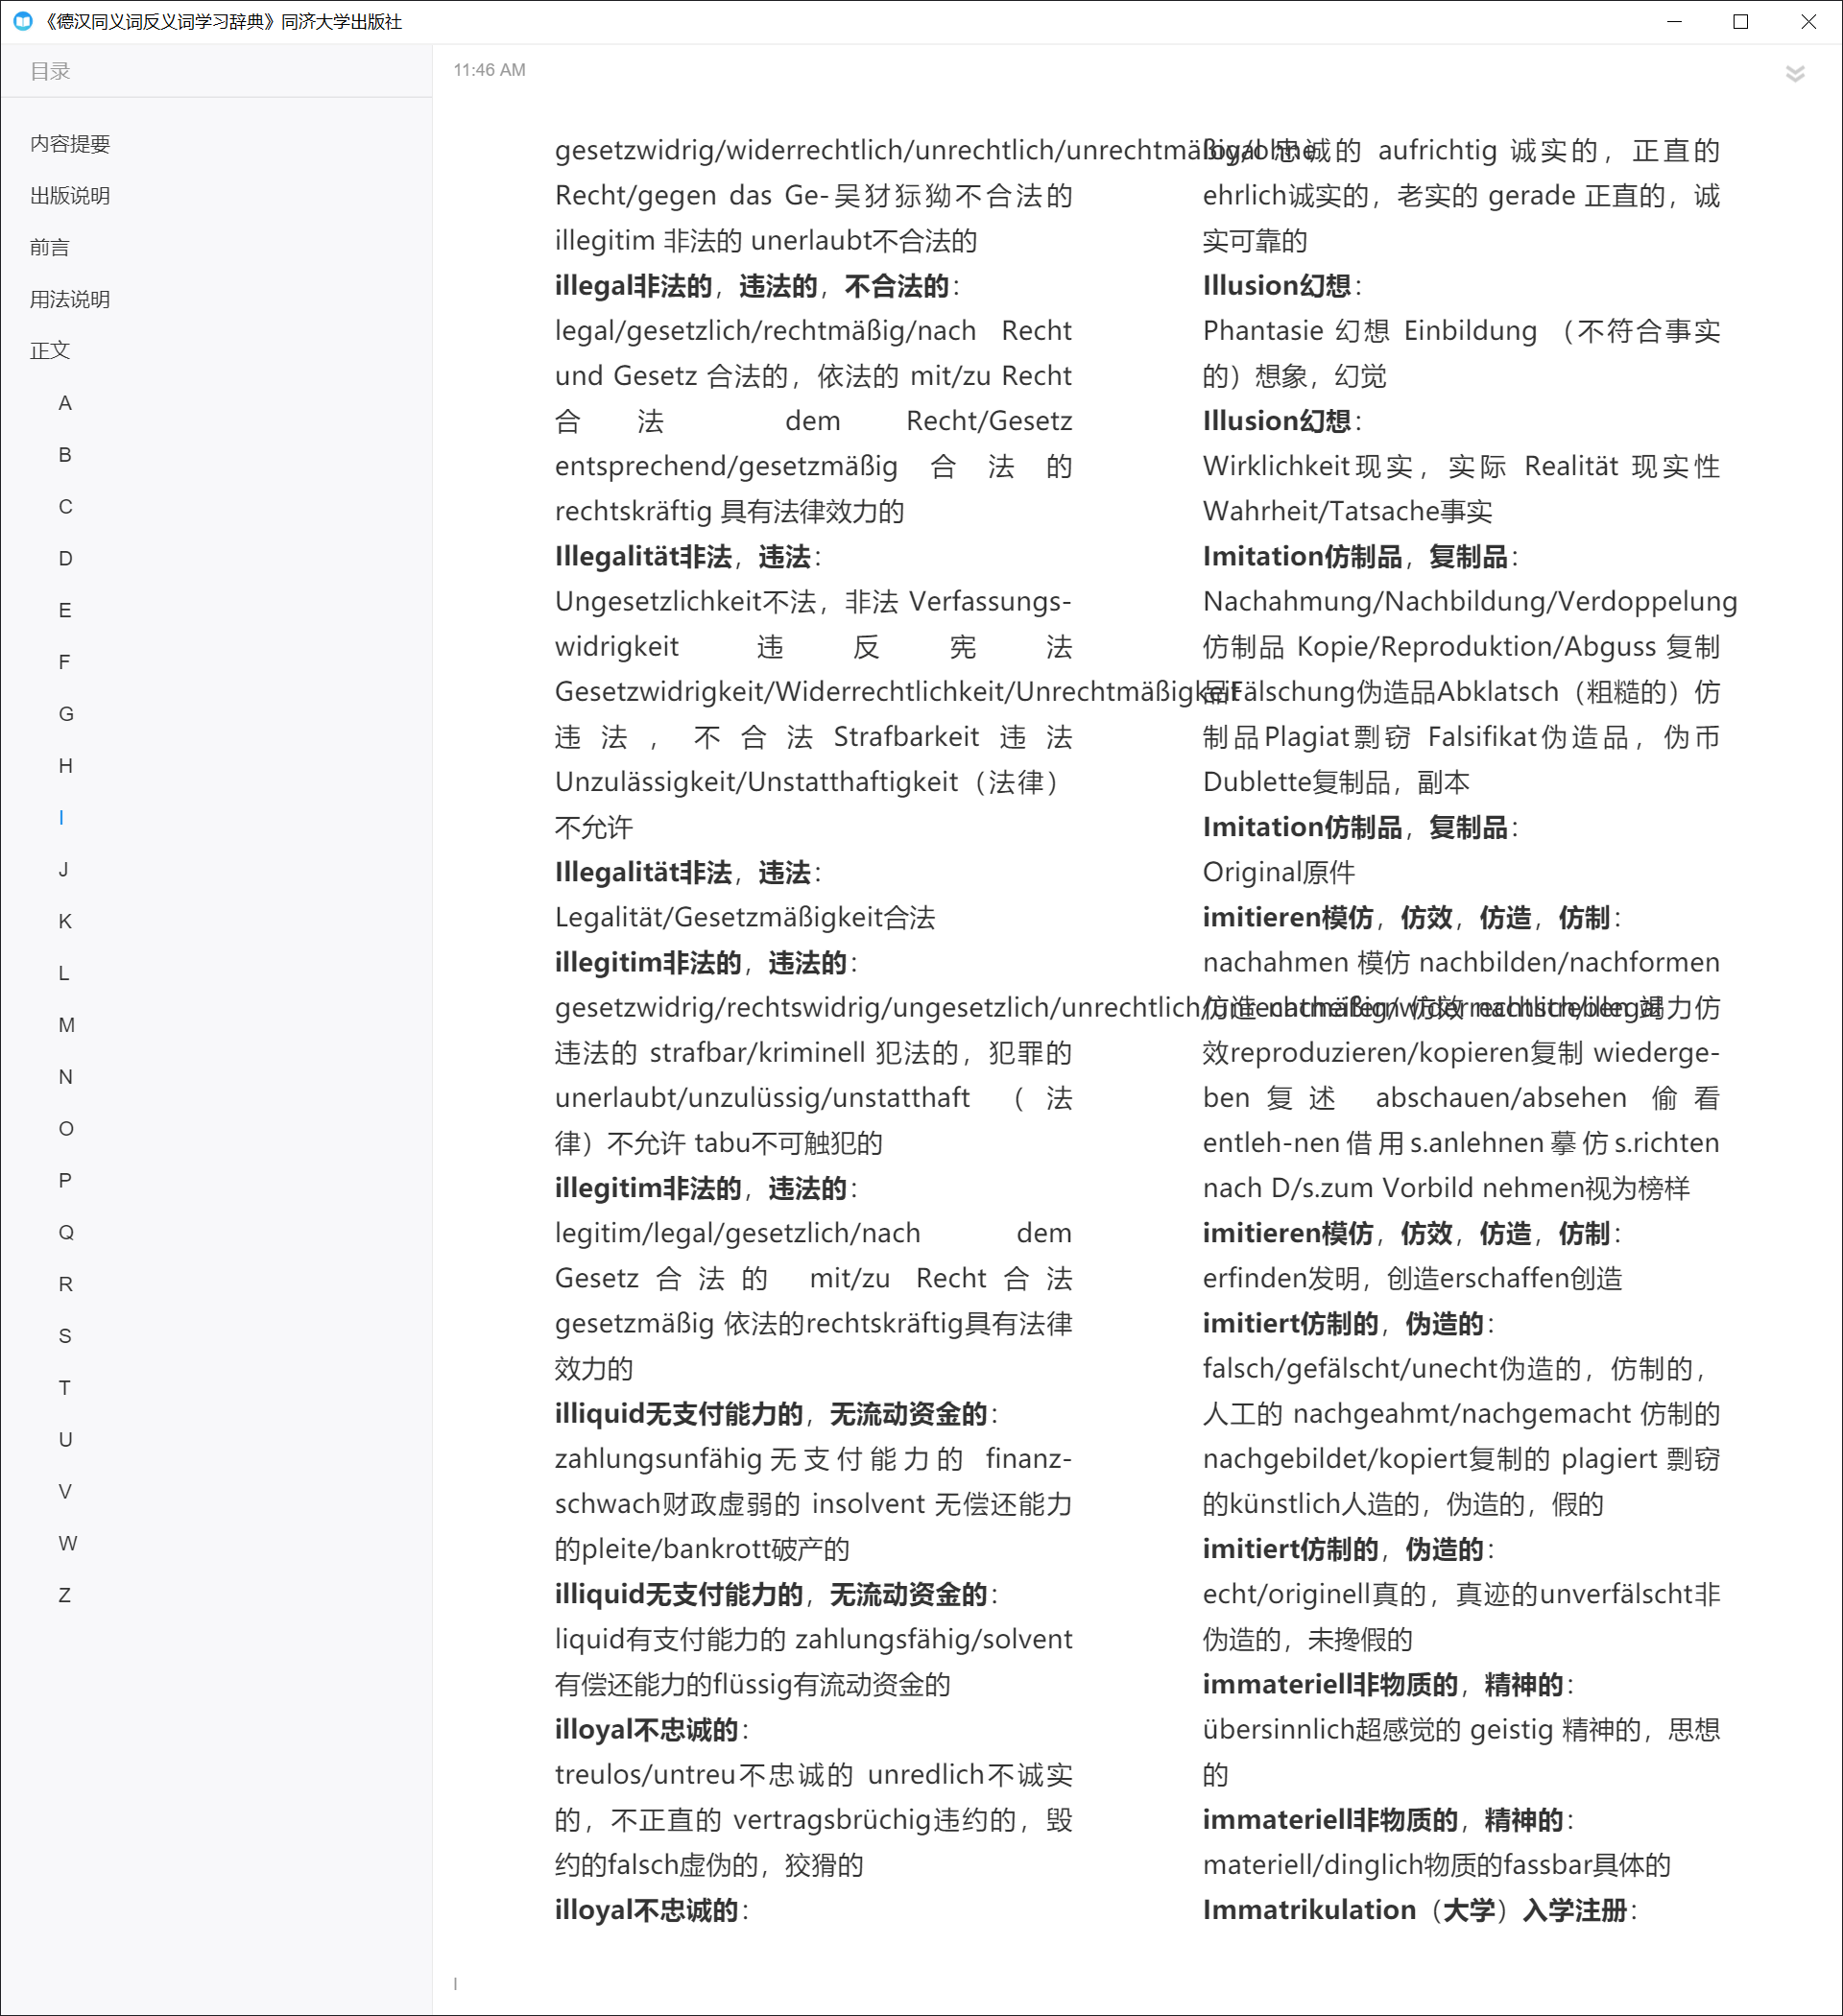 《德汉同义词反义词学习辞典》同济大学出版社
目录
内容提要
出版说明
前言
用法说明
正文
A
B
C
D
E
F
G
H
I
J
K
L
M
N
O
P
Q
R
S
T
U
V
W
Z
11:46 AM
gesetzwidrig/widerrechtlich/unrechtlich/unrechtmäßig/ohne
Recht/gegen das Ge-吴犲狋狕不合法的
illegitim 非法的 unerlaubt不合法的
illegal非法的，违法的，不合法的：
legal/gesetzlich/rechtmäßig/nach Recht
und Gesetz 合法的，依法的 mit/zu Recht
合法 dem Recht/Gesetz
entsprechend/gesetzmäßig 合法的
rechtskräftig 具有法律效力的
Illegalität非法，违法：
Ungesetzlichkeit不法，非法 Verfassungs-
widrigkeit 违反宪法
Gesetzwidrigkeit/Widerrechtlichkeit/Unrechtmäßigkeit
违法，不合法 Strafbarkeit 违法
Unzulässigkeit/Unstatthaftigkeit（法律）
不允许
Illegalität非法，违法：
Legalität/Gesetzmäßigkeit合法
illegitim非法的，违法的：
gesetzwidrig/rechtswidrig/ungesetzlich/unrechtlich/unrechtmäßig/widerrechtlich/illegal
违法的 strafbar/kriminell 犯法的，犯罪的
unerlaubt/unzulüssig/unstatthaft （法
律）不允许 tabu不可触犯的
illegitim非法的，违法的：
legitim/legal/gesetzlich/nach dem
Gesetz 合法的 mit/zu Recht 合法
gesetzmäßig 依法的rechtskräftig具有法律
效力的
illiquid无支付能力的，无流动资金的：
zahlungsunfähig无支付能力的 finanz-
schwach财政虚弱的 insolvent 无偿还能力
的pleite/bankrott破产的
illiquid无支付能力的，无流动资金的：
liquid有支付能力的 zahlungsfähig/solvent
有偿还能力的flüssig有流动资金的
illoyal不忠诚的：
treulos/untreu不忠诚的 unredlich不诚实
的，不正直的 vertragsbrüchig违约的，毁
约的falsch虚伪的，狡猾的
illoyal不忠诚的：
loyal 忠诚的 aufrichtig 诚实的，正直的
ehrlich诚实的，老实的 gerade 正直的，诚
实可靠的
Illusion幻想：
Phantasie 幻想 Einbildung （不符合事实
的）想象，幻觉
Illusion幻想：
Wirklichkeit现实，实际 Realität 现实性
Wahrheit/Tatsache事实
Imitation仿制品，复制品：
Nachahmung/Nachbildung/Verdoppelung
仿制品 Kopie/Reproduktion/Abguss 复制
品Fälschung伪造品Abklatsch（粗糙的）仿
制品Plagiat剽窃 Falsifikat伪造品，伪币
Dublette复制品，副本
Imitation仿制品，复制品：
Original原件
imitieren模仿，仿效，仿造，仿制：
nachahmen 模仿 nachbilden/nachformen
仿造 nacheifern 仿效 nachstreben 竭力仿
效reproduzieren/kopieren复制 wiederge-
ben 复述 abschauen/absehen 偷看
entleh-nen借用s.anlehnen摹仿s.richten
nach D/s.zum Vorbild nehmen视为榜样
imitieren模仿，仿效，仿造，仿制：
erfinden发明，创造erschaffen创造
imitiert仿制的，伪造的：
falsch/gefälscht/unecht伪造的，仿制的，
人工的 nachgeahmt/nachgemacht 仿制的
nachgebildet/kopiert复制的 plagiert 剽窃
的künstlich人造的，伪造的，假的
imitiert仿制的，伪造的：
echt/originell真的，真迹的unverfälscht非
伪造的，未搀假的
immateriell非物质的，精神的：
übersinnlich超感觉的 geistig 精神的，思想
的
immateriell非物质的，精神的：
materiell/dinglich物质的fassbar具体的
Immatrikulation（大学）入学注册：
I